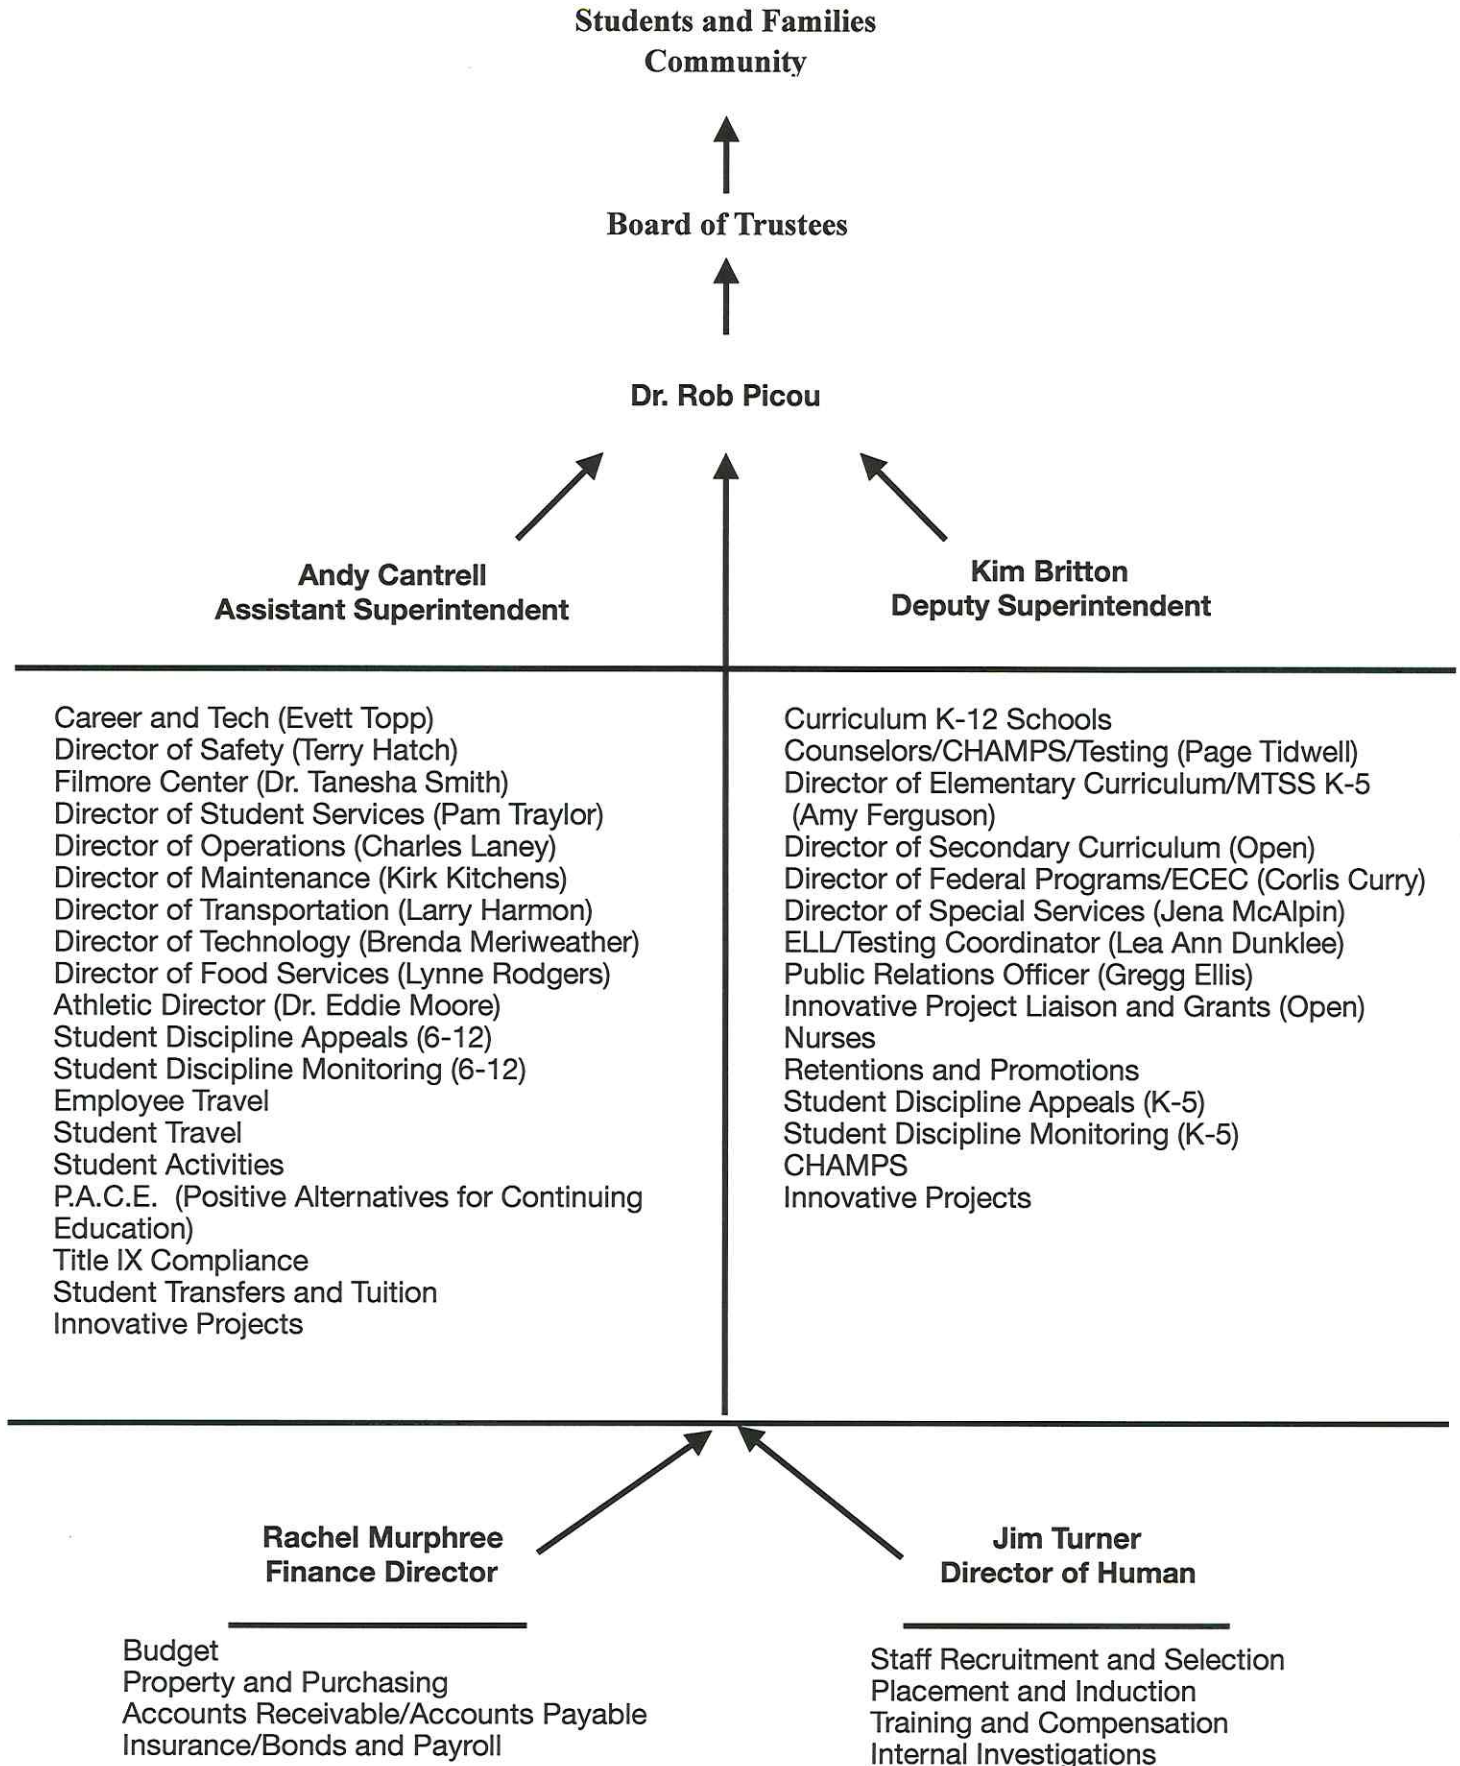 Students and Families
Community
Board of Trustees
Dr. Rob Picou
Andy Cantrell
Assistant Superintendent
Kim Britton
Deputy Superintendent
Career and Tech (Evett Topp)
Director of Safety (Terry Hatch)
Filmore Center (Dr. Tanesha Smith)
Director of Student Services (Pam Traylor)
Director of Operations (Charles Laney)
Director of Maintenance (Kirk Kitchens)
Director of Transportation (Larry Harmon)
Director of Technology (Brenda Meriweather)
Director of Food Services (Lynne Rodgers)
Athletic Director (Dr. Eddie Moore)
Student Discipline Appeals (6-12)
Student Discipline Monitoring (6-12)
Employee Travel
Student Travel
Student Activities
P.A.C.E. (Positive Alternatives for Continuing
Education)
Title IX Compliance
Student Transfers and Tuition
Innovative Projects
Curriculum K-12 Schools
Counselors/CHAMPS/Testing (Page Tidwell)
Director of Elementary Curriculum/MTSS K-5
(Amy Ferguson)
Director of Secondary Curriculum (Open)
Director of Federal Programs/ECEC (Corlis Curry)
Director of Special Services (Jena McAlpin)
ELL/Testing Coordinator (Lea Ann Dunklee)
Public Relations Officer (Gregg Ellis)
Innovative Project Liaison and Grants (Open)
Nurses
Retentions and Promotions
Student Discipline Appeals (K-5)
Student Discipline Monitoring (K-5)
CHAMPS
Innovative Projects
Rachel Murphree
Finance Director
Budget
Property and Purchasing
Accounts Receivable/Accounts Payable
Insurance/Bonds and Payroll
Jim Turner
Director of Human
Staff Recruitment and Selection
Placement and Induction
Training and Compensation
Internal Investigations